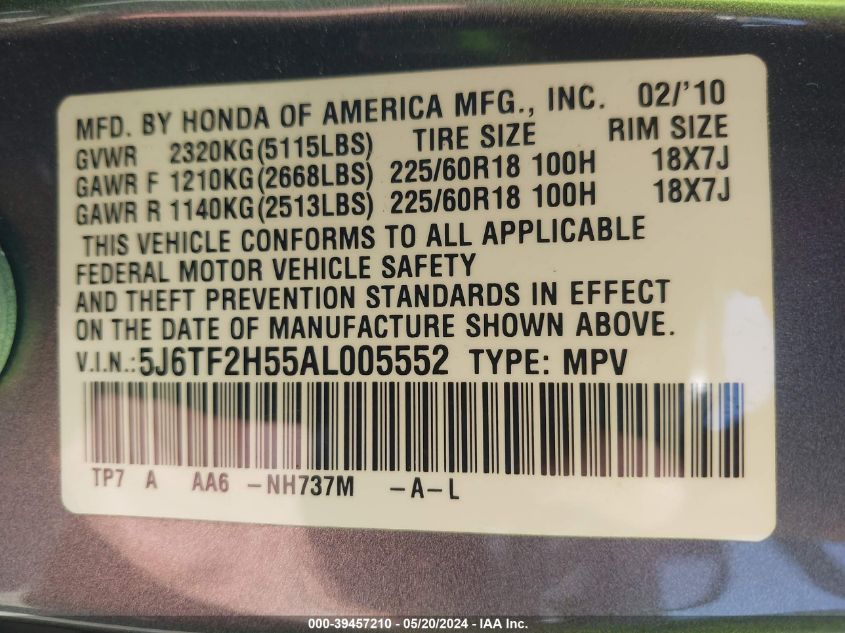 MFD. BY HONDA OF AMERICA MFG., INC. 02/'10
GVWR 2320KG(5115LBS) TIRE SIZE RIM SIZE
GAWR F 1210KG(2668LBS) 225/60R18 100H 18X7J
GAWR R 1140KG(2513LBS) 225/60R18 100H 18X7J
THIS VEHICLE CONFORMS TO ALL APPLICABLE
FEDERAL MOTOR VEHICLE SAFETY
AND THEFT PREVENTION STANDARDS IN EFFECT
ON THE DATE OF MANUFACTURE SHOWN ABOVE.
V.I.N.:5J6TF2H55AL005552 TYPE: MPV
TP7 A AA6 -NH737M -A-L
000-39457210 - 05/20/2024 - IAA Inc.